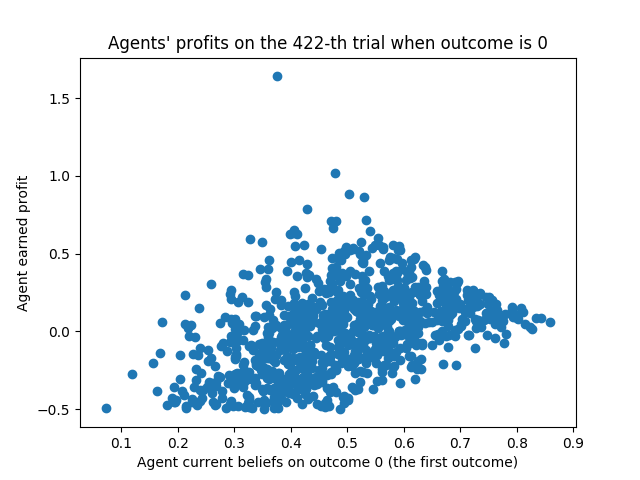 Agents' profits on the 422-th trial when outcome is 0
Agent earned profit
1.5
1.0
0.5
0.0
−0.5
0.1 0.2 0.3 0.4 0.5 0.6 0.7 0.8 0.9
Agent current beliefs on outcome 0 (the first outcome)